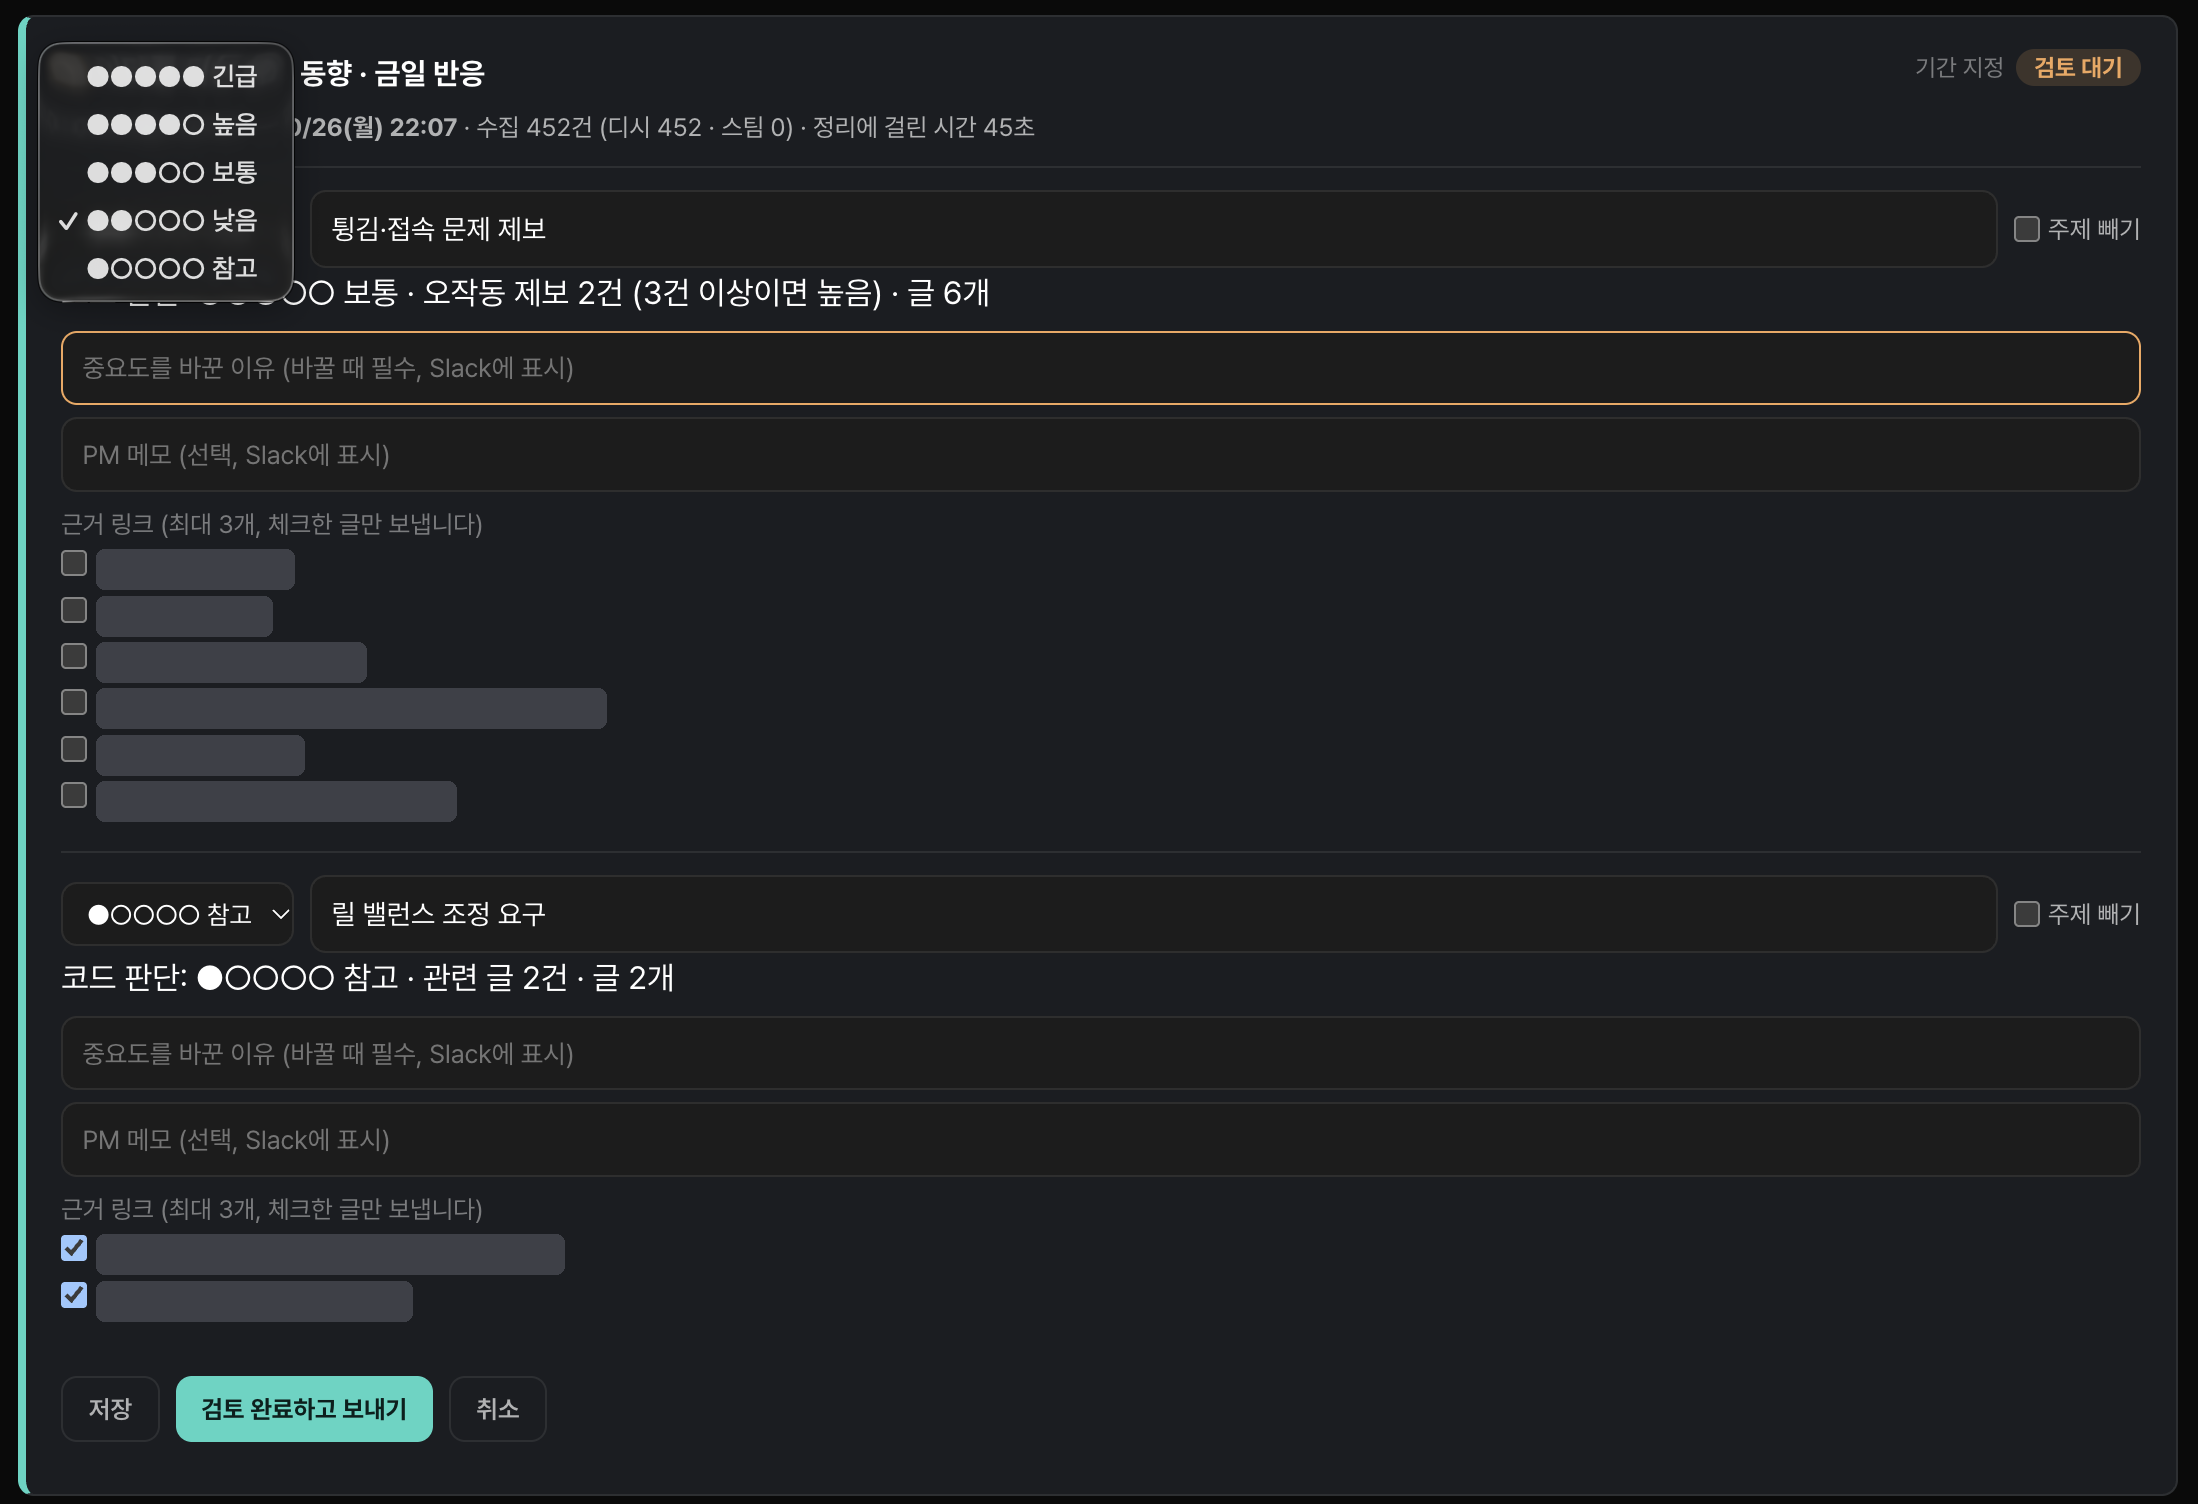 ●●●●● 긴급
●●●●○ 높음
●●●○○ 보통
✓ ●●○○○ 낮음
●○○○○ 참고
동향 · 금일 반응
기간 지정 검토 대기
/26(월) 22:07 · 수집 452건 (디시 452 · 스팀 0) · 정리에 걸린 시간 45초
튕김·접속 문제 제보
주제 빼기
○○ 보통 · 오작동 제보 2건 (3건 이상이면 높음) · 글 6개
중요도를 바꾼 이유 (바꿀 때 필수, Slack에 표시)
PM 메모 (선택, Slack에 표시)
근거 링크 (최대 3개, 체크한 글만 보냅니다)
●○○○○ 참고
릴 밸런스 조정 요구
주제 빼기
코드 판단: ●○○○○ 참고 · 관련 글 2건 · 글 2개
중요도를 바꾼 이유 (바꿀 때 필수, Slack에 표시)
PM 메모 (선택, Slack에 표시)
근거 링크 (최대 3개, 체크한 글만 보냅니다)
저장 검토 완료하고 보내기 취소